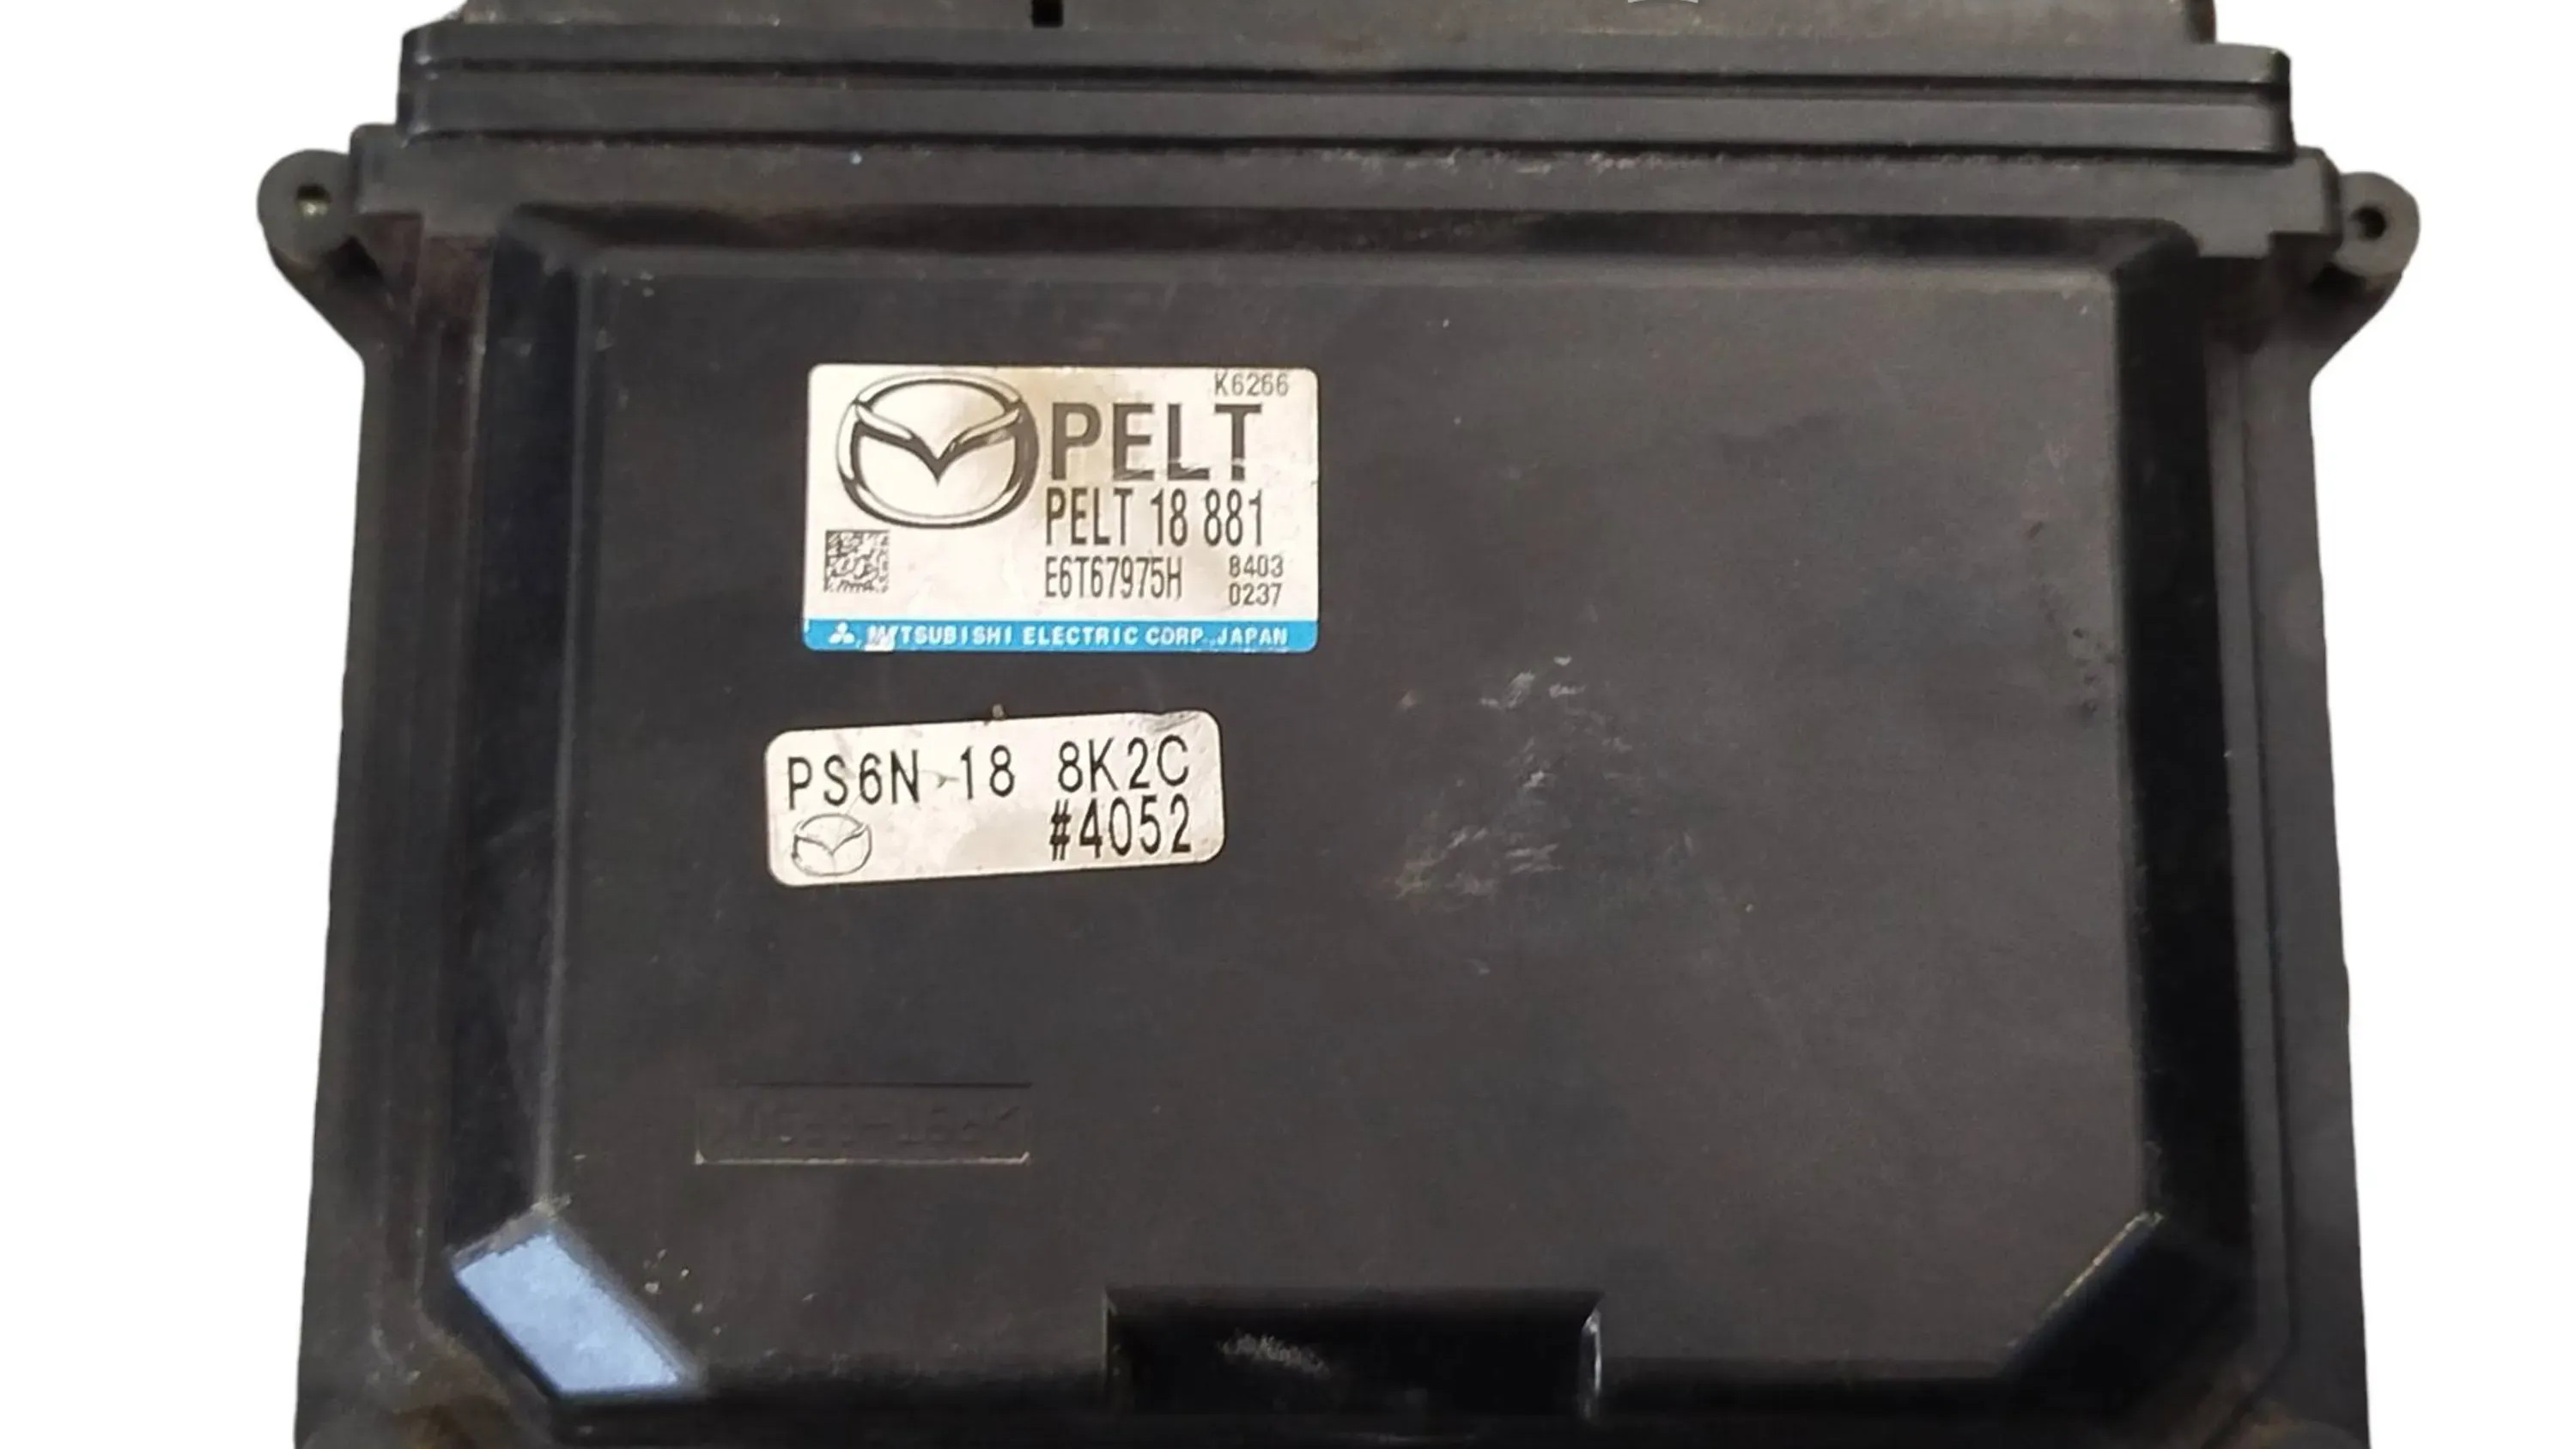 K6266
PELT
PELT 18 881
E6T67975H 8403
0237
MITSUBISHI ELECTRIC CORP. JAPAN
PS6N-18 8K2C
#4052